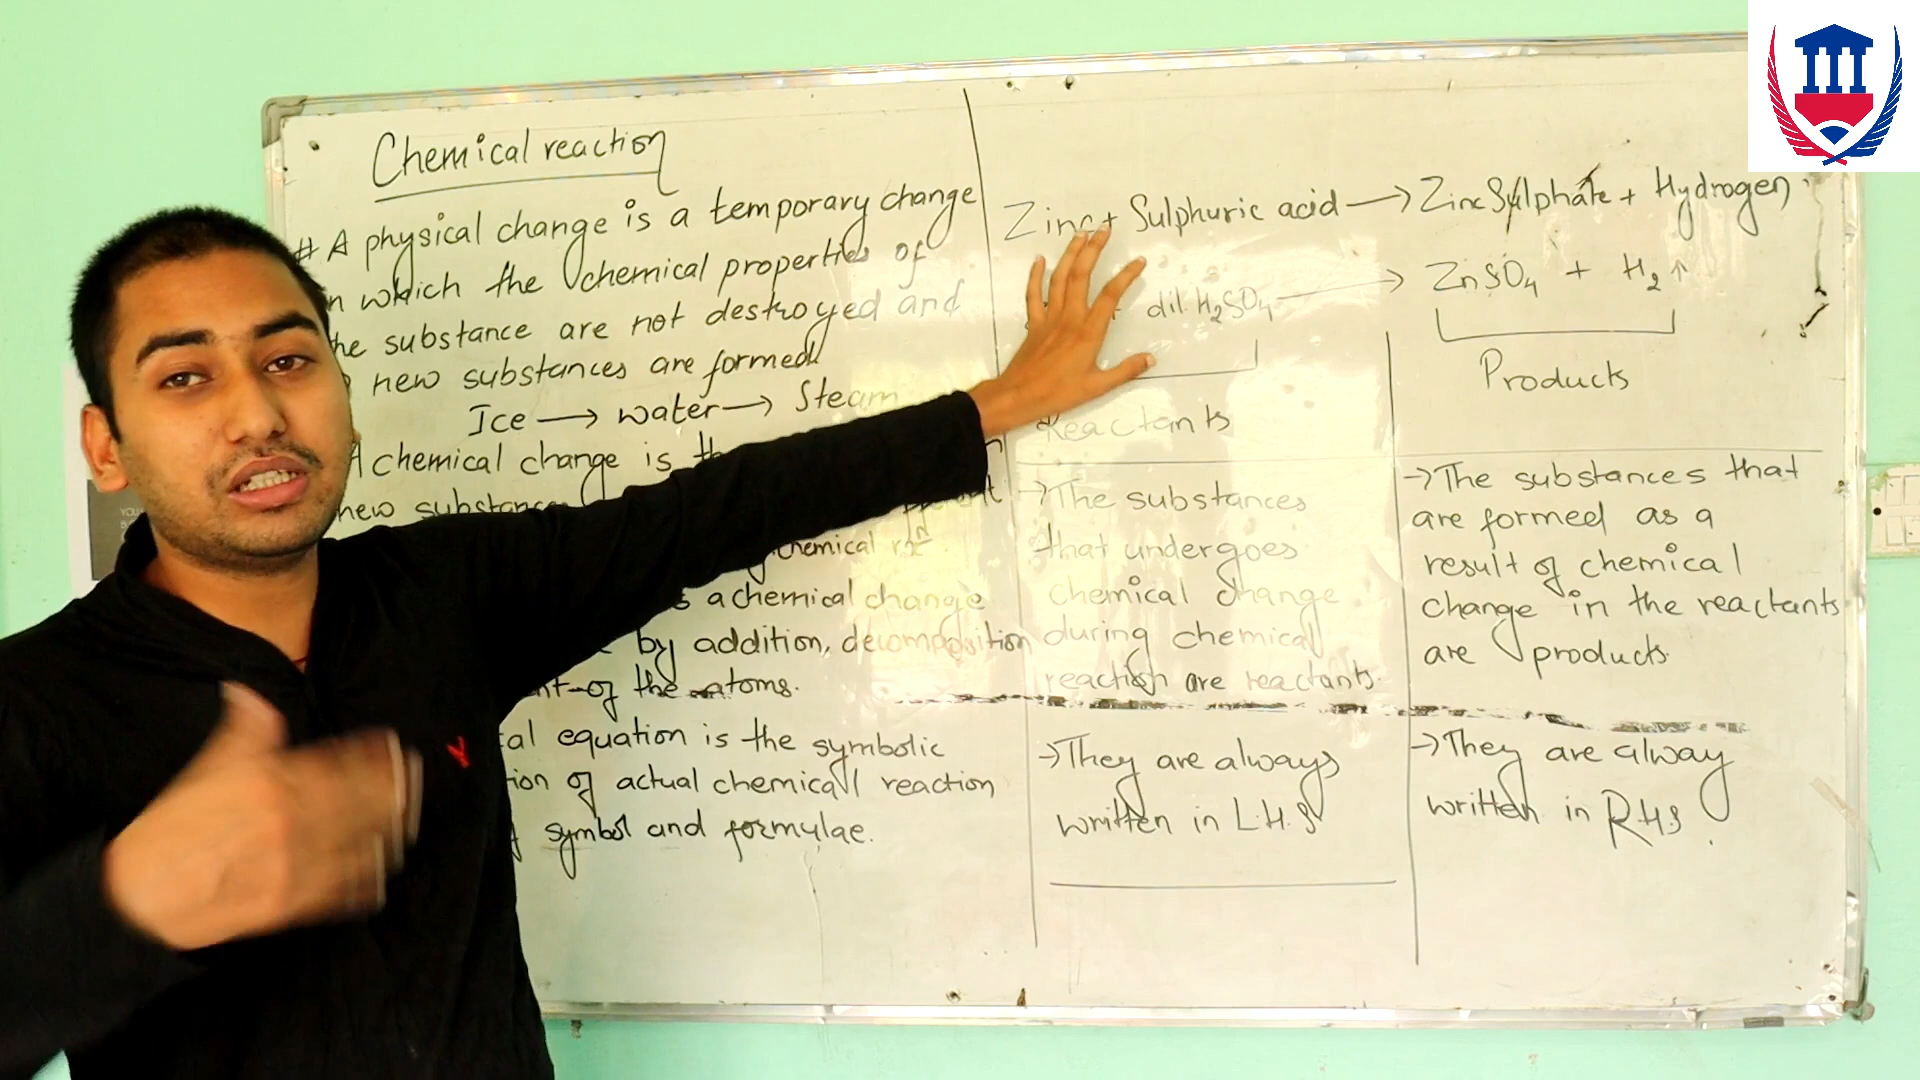 Chemical reaction
# A physical change is a temporary change
in which the chemical properties of
the substance are not destroyed and
new substances are formed
Ice → water → Steam
A chemical change is
new substance
chemical rxn
a chemical change
by addition, decomposition
of the atoms.
equation is the symbolic
of actual chemical reaction
symbol and formulae.
Zinc + Sulphuric acid → Zinc Sulphate + Hydrogen
+ dil. H₂SO₄ → ZnSO₄ + H₂ ↑
Reactants
→ The substances
that undergoes
chemical change
during chemical
reaction are reactants.
→ They are always
written in L.H.S
Products
→ The substances that
are formed as a
result of chemical
change in the reactants
are products.
→ They are alway
written in R.H.S.